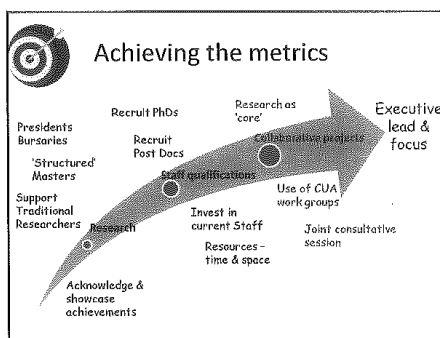 Achieving the metrics
Recruit PhDs
Research as
'core'
Executive
lead &
focus
Presidents
Bursaries
Recruit
Post Docs
Collaborative projects
'Structured'
Masters
Staff qualifications
Use of CUA
work groups
Support
Traditional
Researchers
Research
Invest in
current Staff
Joint consultative
session
Resources –
time & space
Acknowledge &
showcase
achievements